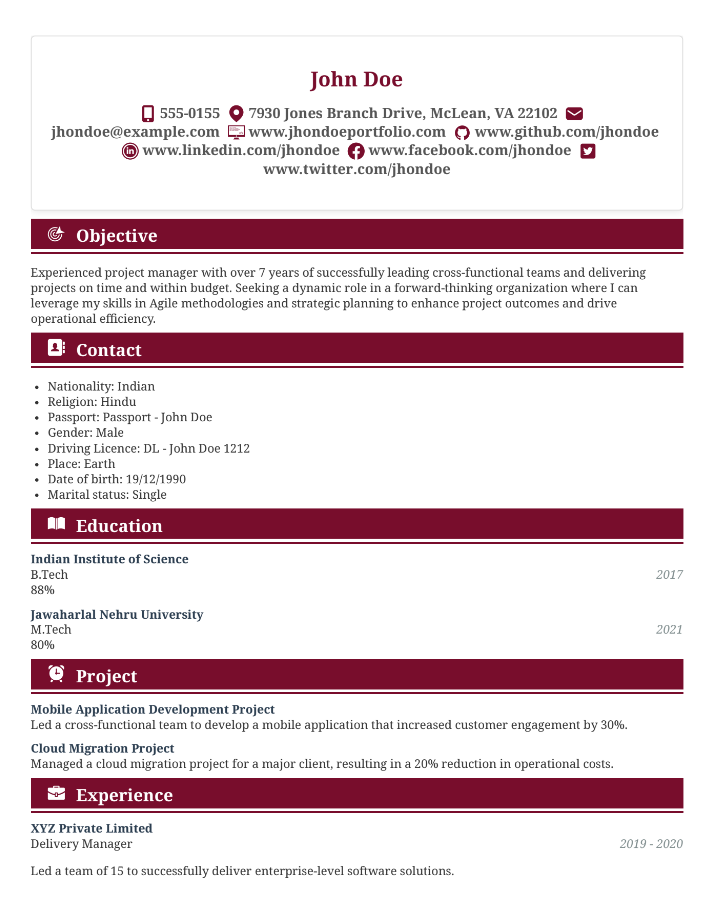 John Doe
555-0155 7930 Jones Branch Drive, McLean, VA 22102
jhondoe@example.com www.jhondoeportfolio.com www.github.com/jhondoe
www.linkedin.com/jhondoe www.facebook.com/jhondoe
www.twitter.com/jhondoe
Objective
Experienced project manager with over 7 years of successfully leading cross-functional teams and delivering
projects on time and within budget. Seeking a dynamic role in a forward-thinking organization where I can
leverage my skills in Agile methodologies and strategic planning to enhance project outcomes and drive
operational efficiency.
Contact
• Nationality: Indian
• Religion: Hindu
• Passport: Passport - John Doe
• Gender: Male
• Driving Licence: DL - John Doe 1212
• Place: Earth
• Date of birth: 19/12/1990
• Marital status: Single
Education
Indian Institute of Science
B.Tech 2017
88%
Jawaharlal Nehru University
M.Tech 2021
80%
Project
Mobile Application Development Project
Led a cross-functional team to develop a mobile application that increased customer engagement by 30%.
Cloud Migration Project
Managed a cloud migration project for a major client, resulting in a 20% reduction in operational costs.
Experience
XYZ Private Limited
Delivery Manager 2019 - 2020
Led a team of 15 to successfully deliver enterprise-level software solutions.